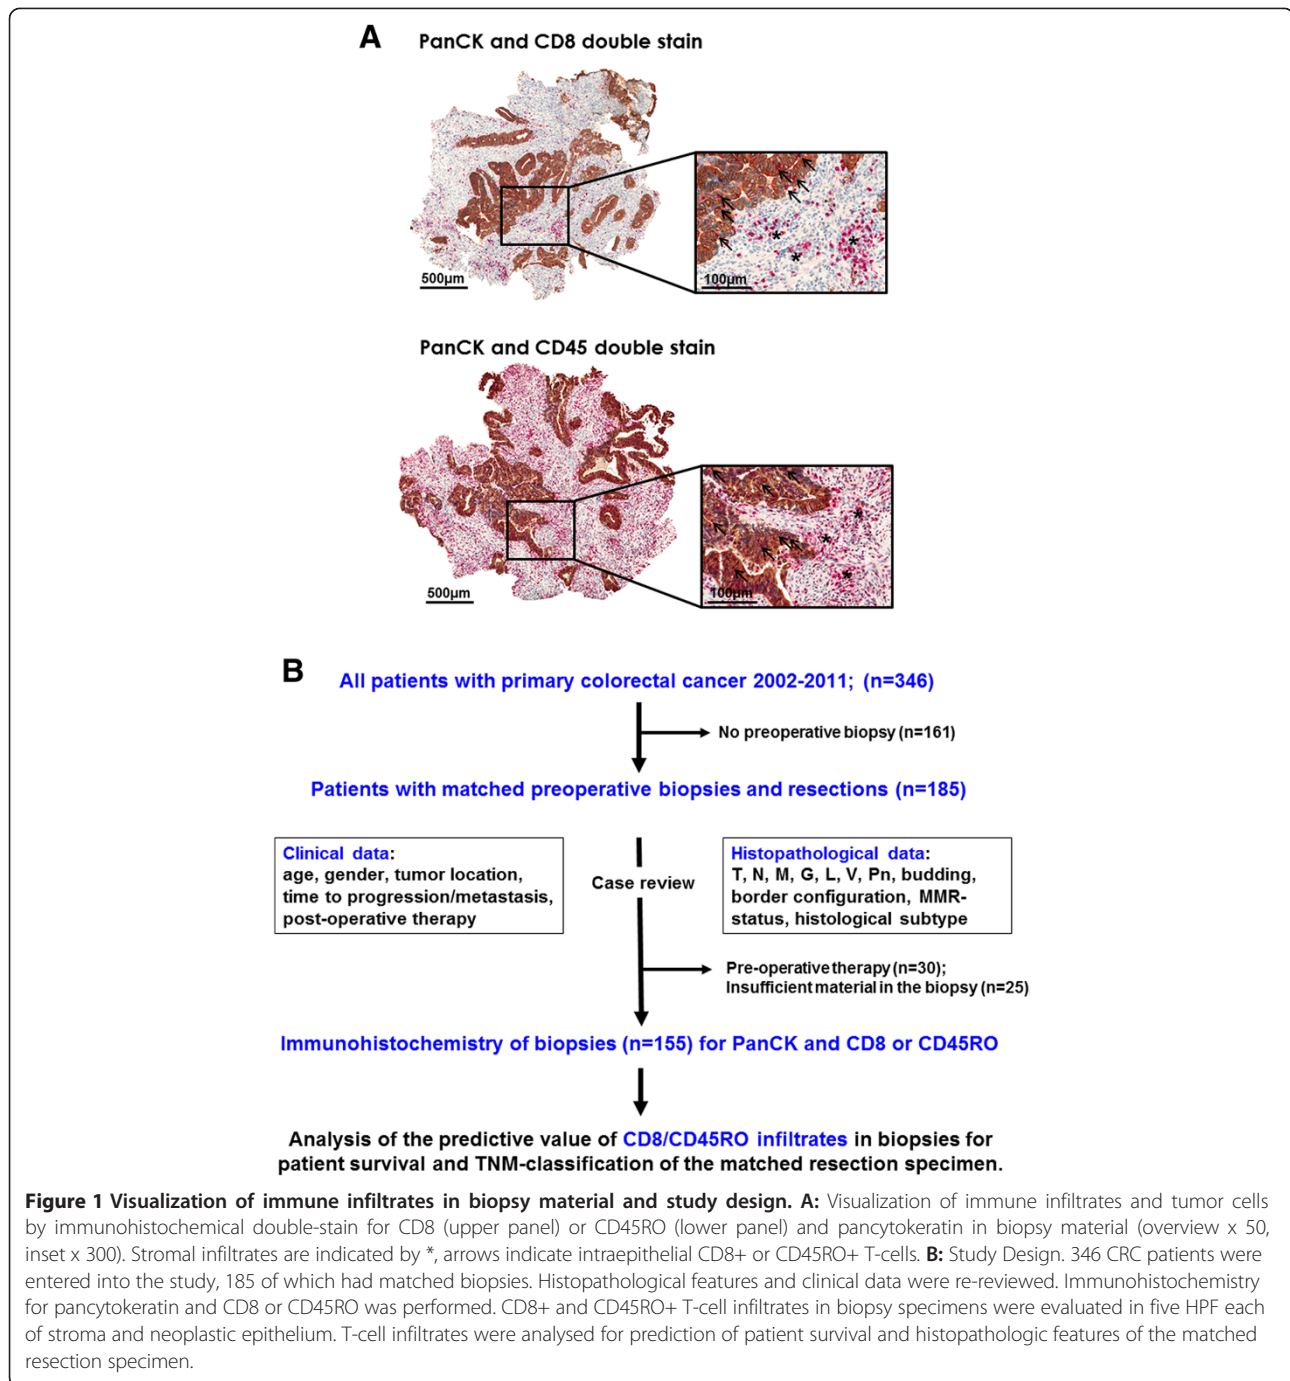 A
PanCK and CD8 double stain
500µm
100µm
* * * *
PanCK and CD45 double stain
500µm
100µm
* * * *
B
All patients with primary colorectal cancer 2002-2011; (n=346)
No preoperative biopsy (n=161)
Patients with matched preoperative biopsies and resections (n=185)
Clinical data:
age, gender, tumor location,
time to progression/metastasis,
post-operative therapy
Case review
Histopathological data:
T, N, M, G, L, V, Pn, budding,
border configuration, MMR-
status, histological subtype
Pre-operative therapy (n=30);
Insufficient material in the biopsy (n=25)
Immunohistochemistry of biopsies (n=155) for PanCK and CD8 or CD45RO
Analysis of the predictive value of CD8/CD45RO infiltrates in biopsies for
patient survival and TNM-classification of the matched resection specimen.
Figure 1 Visualization of immune infiltrates in biopsy material and study design. A: Visualization of immune infiltrates and tumor cells
by immunohistochemical double-stain for CD8 (upper panel) or CD45RO (lower panel) and pancytokeratin in biopsy material (overview x 50,
inset x 300). Stromal infiltrates are indicated by *, arrows indicate intraepithelial CD8+ or CD45RO+ T-cells. B: Study Design. 346 CRC patients were
entered into the study, 185 of which had matched biopsies. Histopathological features and clinical data were re-reviewed. Immunohistochemistry
for pancytokeratin and CD8 or CD45RO was performed. CD8+ and CD45RO+ T-cell infiltrates in biopsy specimens were evaluated in five HPF each
of stroma and neoplastic epithelium. T-cell infiltrates were analysed for prediction of patient survival and histopathologic features of the matched
resection specimen.